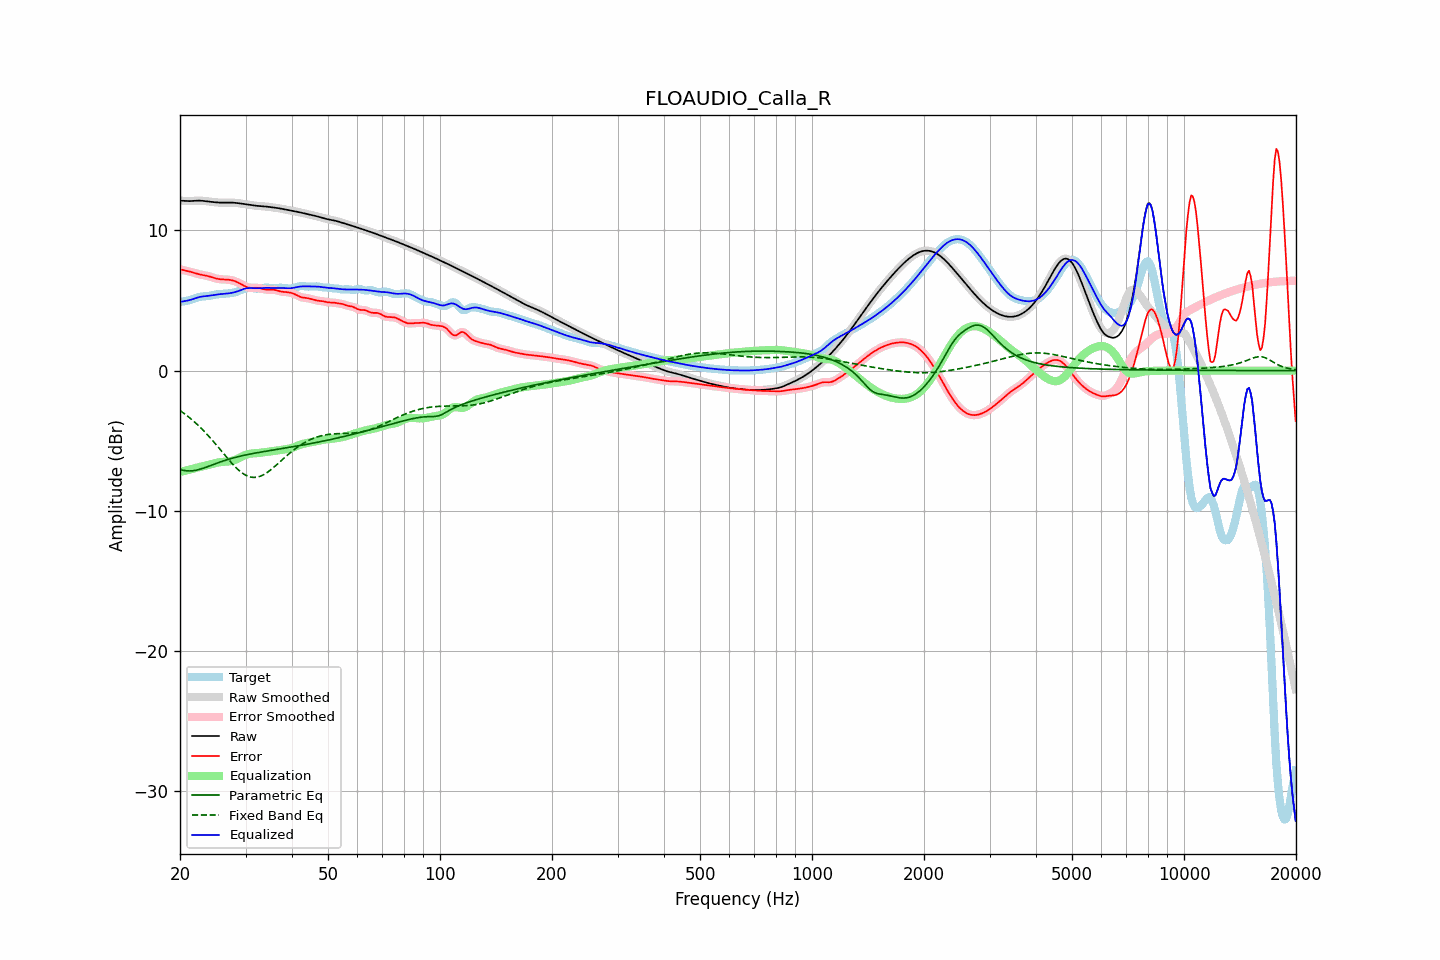 FLOAUDIO_Calla_R
Amplitude (dBr)
10
0
−10
−20
−30
Target
Raw Smoothed
Error Smoothed
Raw
Error
Equalization
Parametric Eq
Fixed Band Eq
Equalized
20 50 100 200 500 1000 2000 5000 10000 20000
Frequency (Hz)